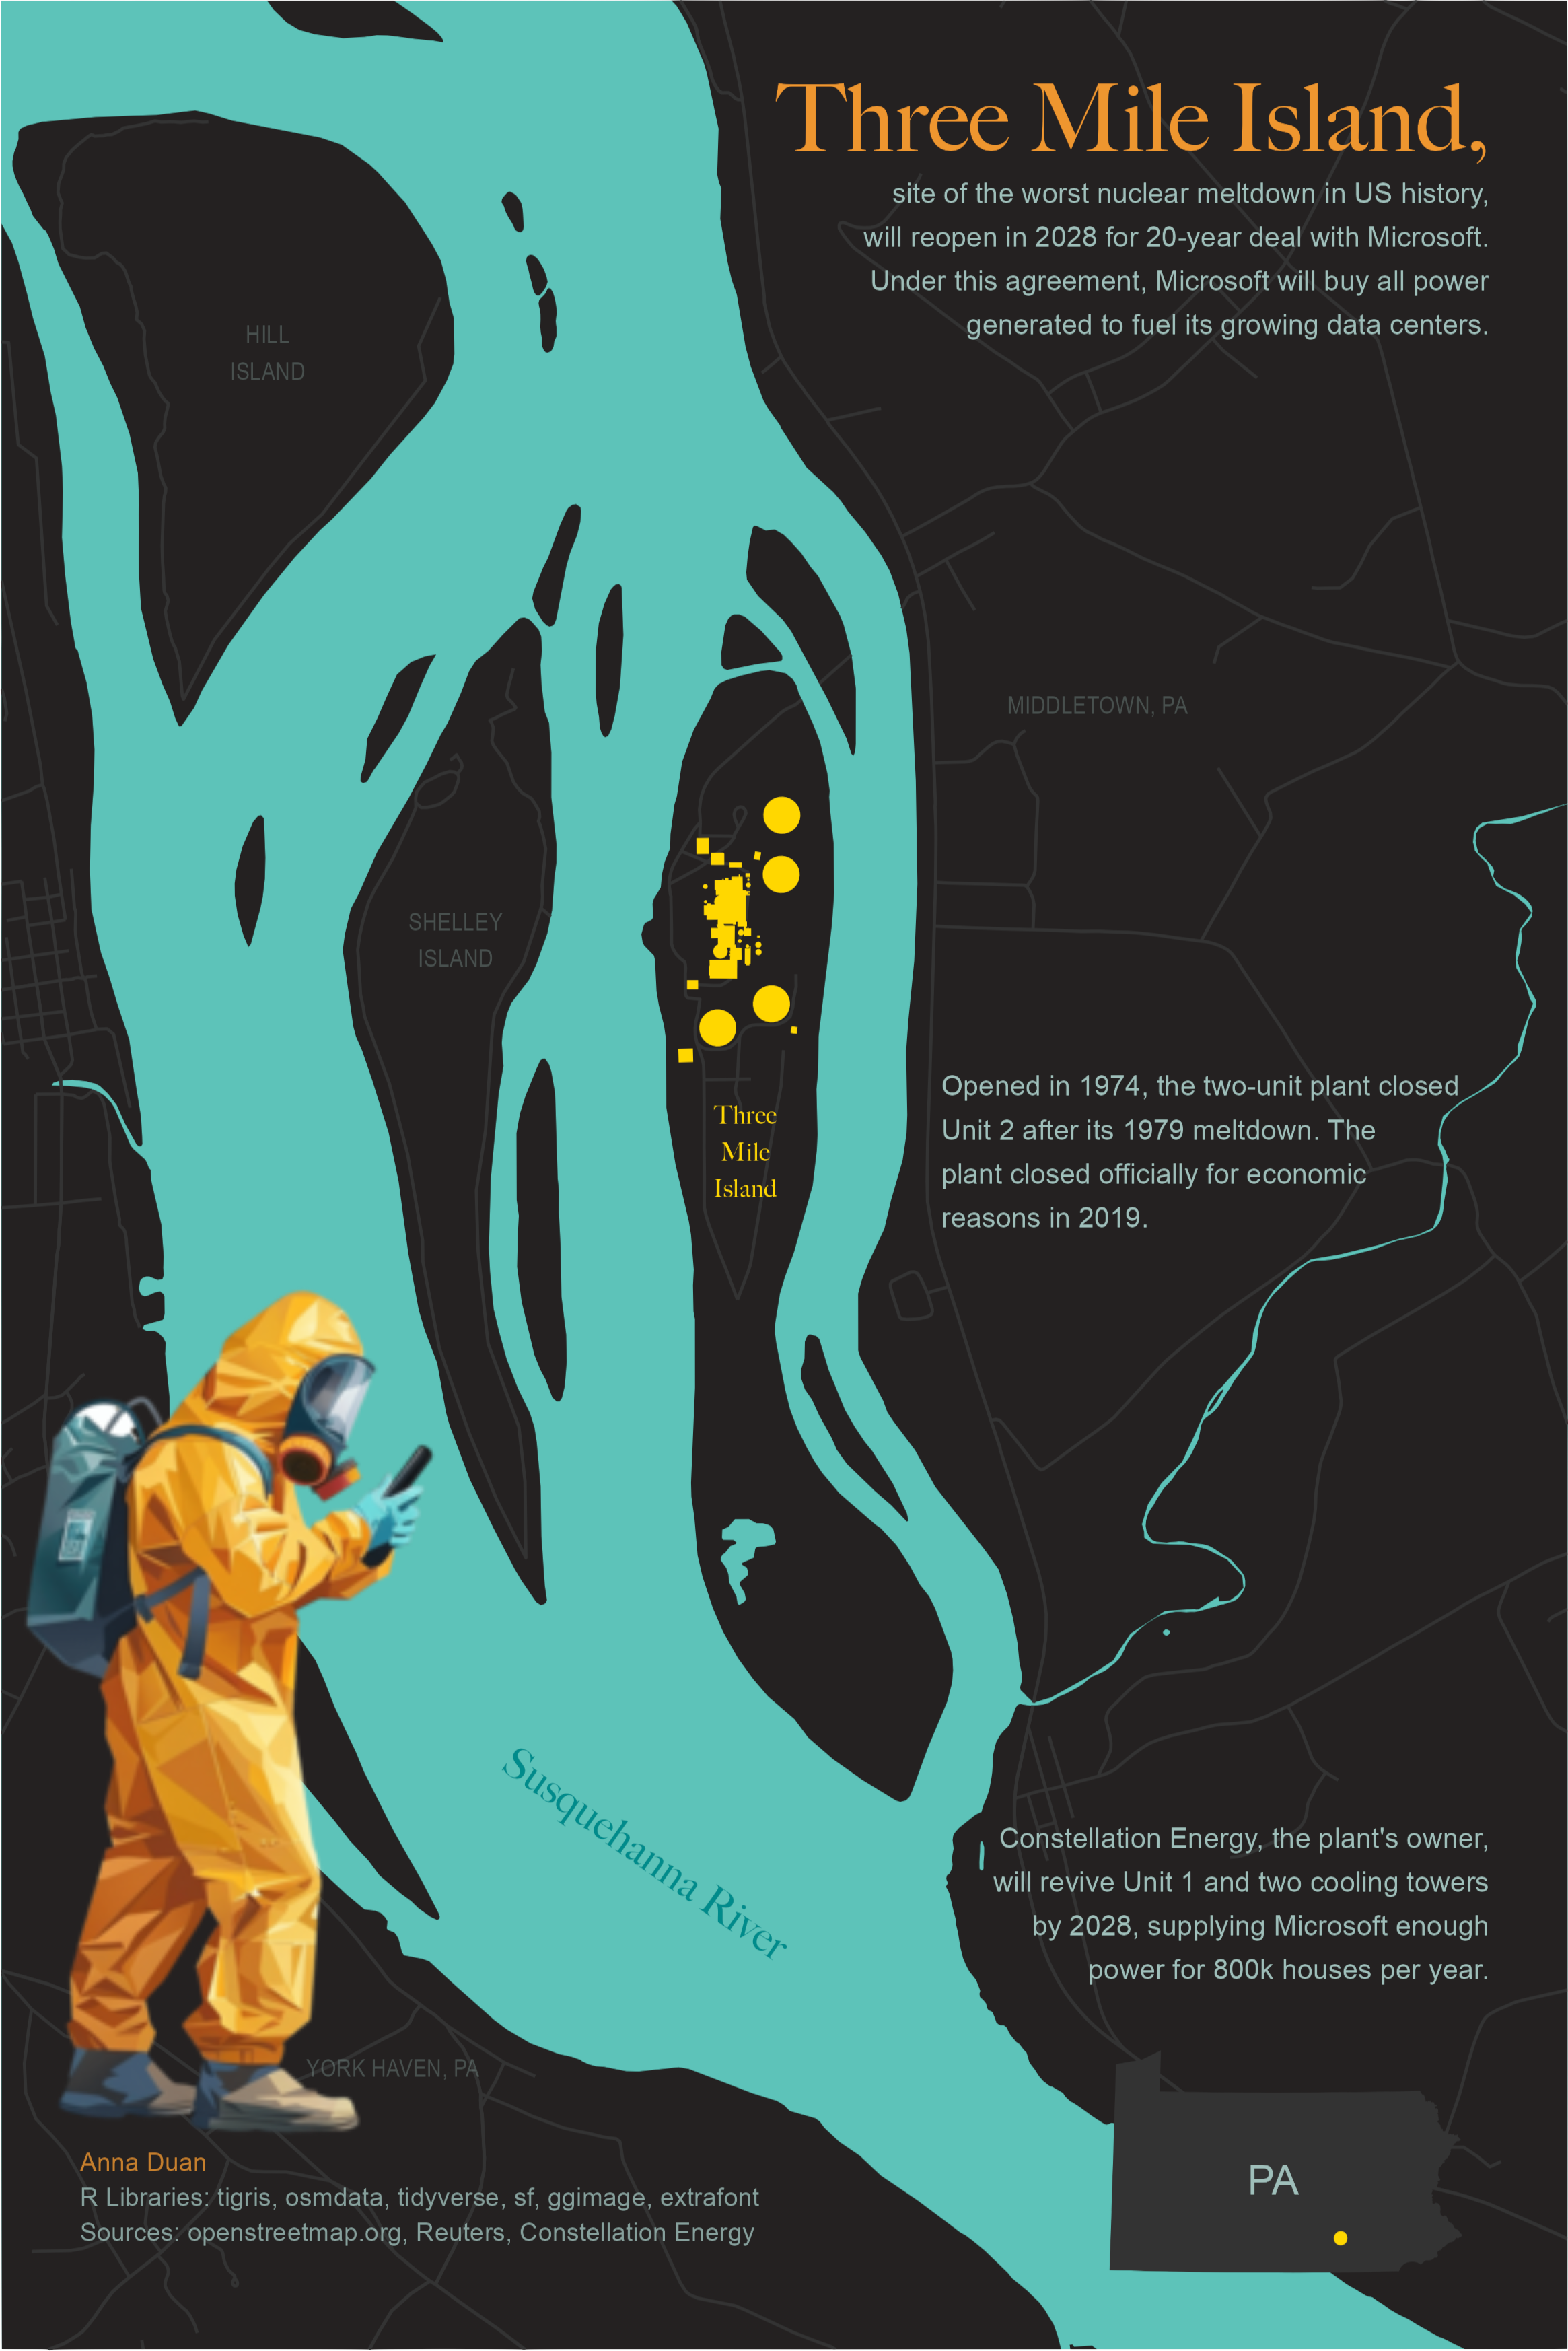 Three Mile Island,
site of the worst nuclear meltdown in US history,
will reopen in 2028 for 20-year deal with Microsoft.
Under this agreement, Microsoft will buy all power
generated to fuel its growing data centers.
HILL
ISLAND
MIDDLETOWN, PA
SHELLEY
ISLAND
Three
Mile
Island
Opened in 1974, the two-unit plant closed
Unit 2 after its 1979 meltdown. The
plant closed officially for economic
reasons in 2019.
Susquehanna River
Constellation Energy, the plant's owner,
will revive Unit 1 and two cooling towers
by 2028, supplying Microsoft enough
power for 800k houses per year.
YORK HAVEN, PA
PA
Anna Duan
R Libraries: tigris, osmdata, tidyverse, sf, ggimage, extrafont
Sources: openstreetmap.org, Reuters, Constellation Energy